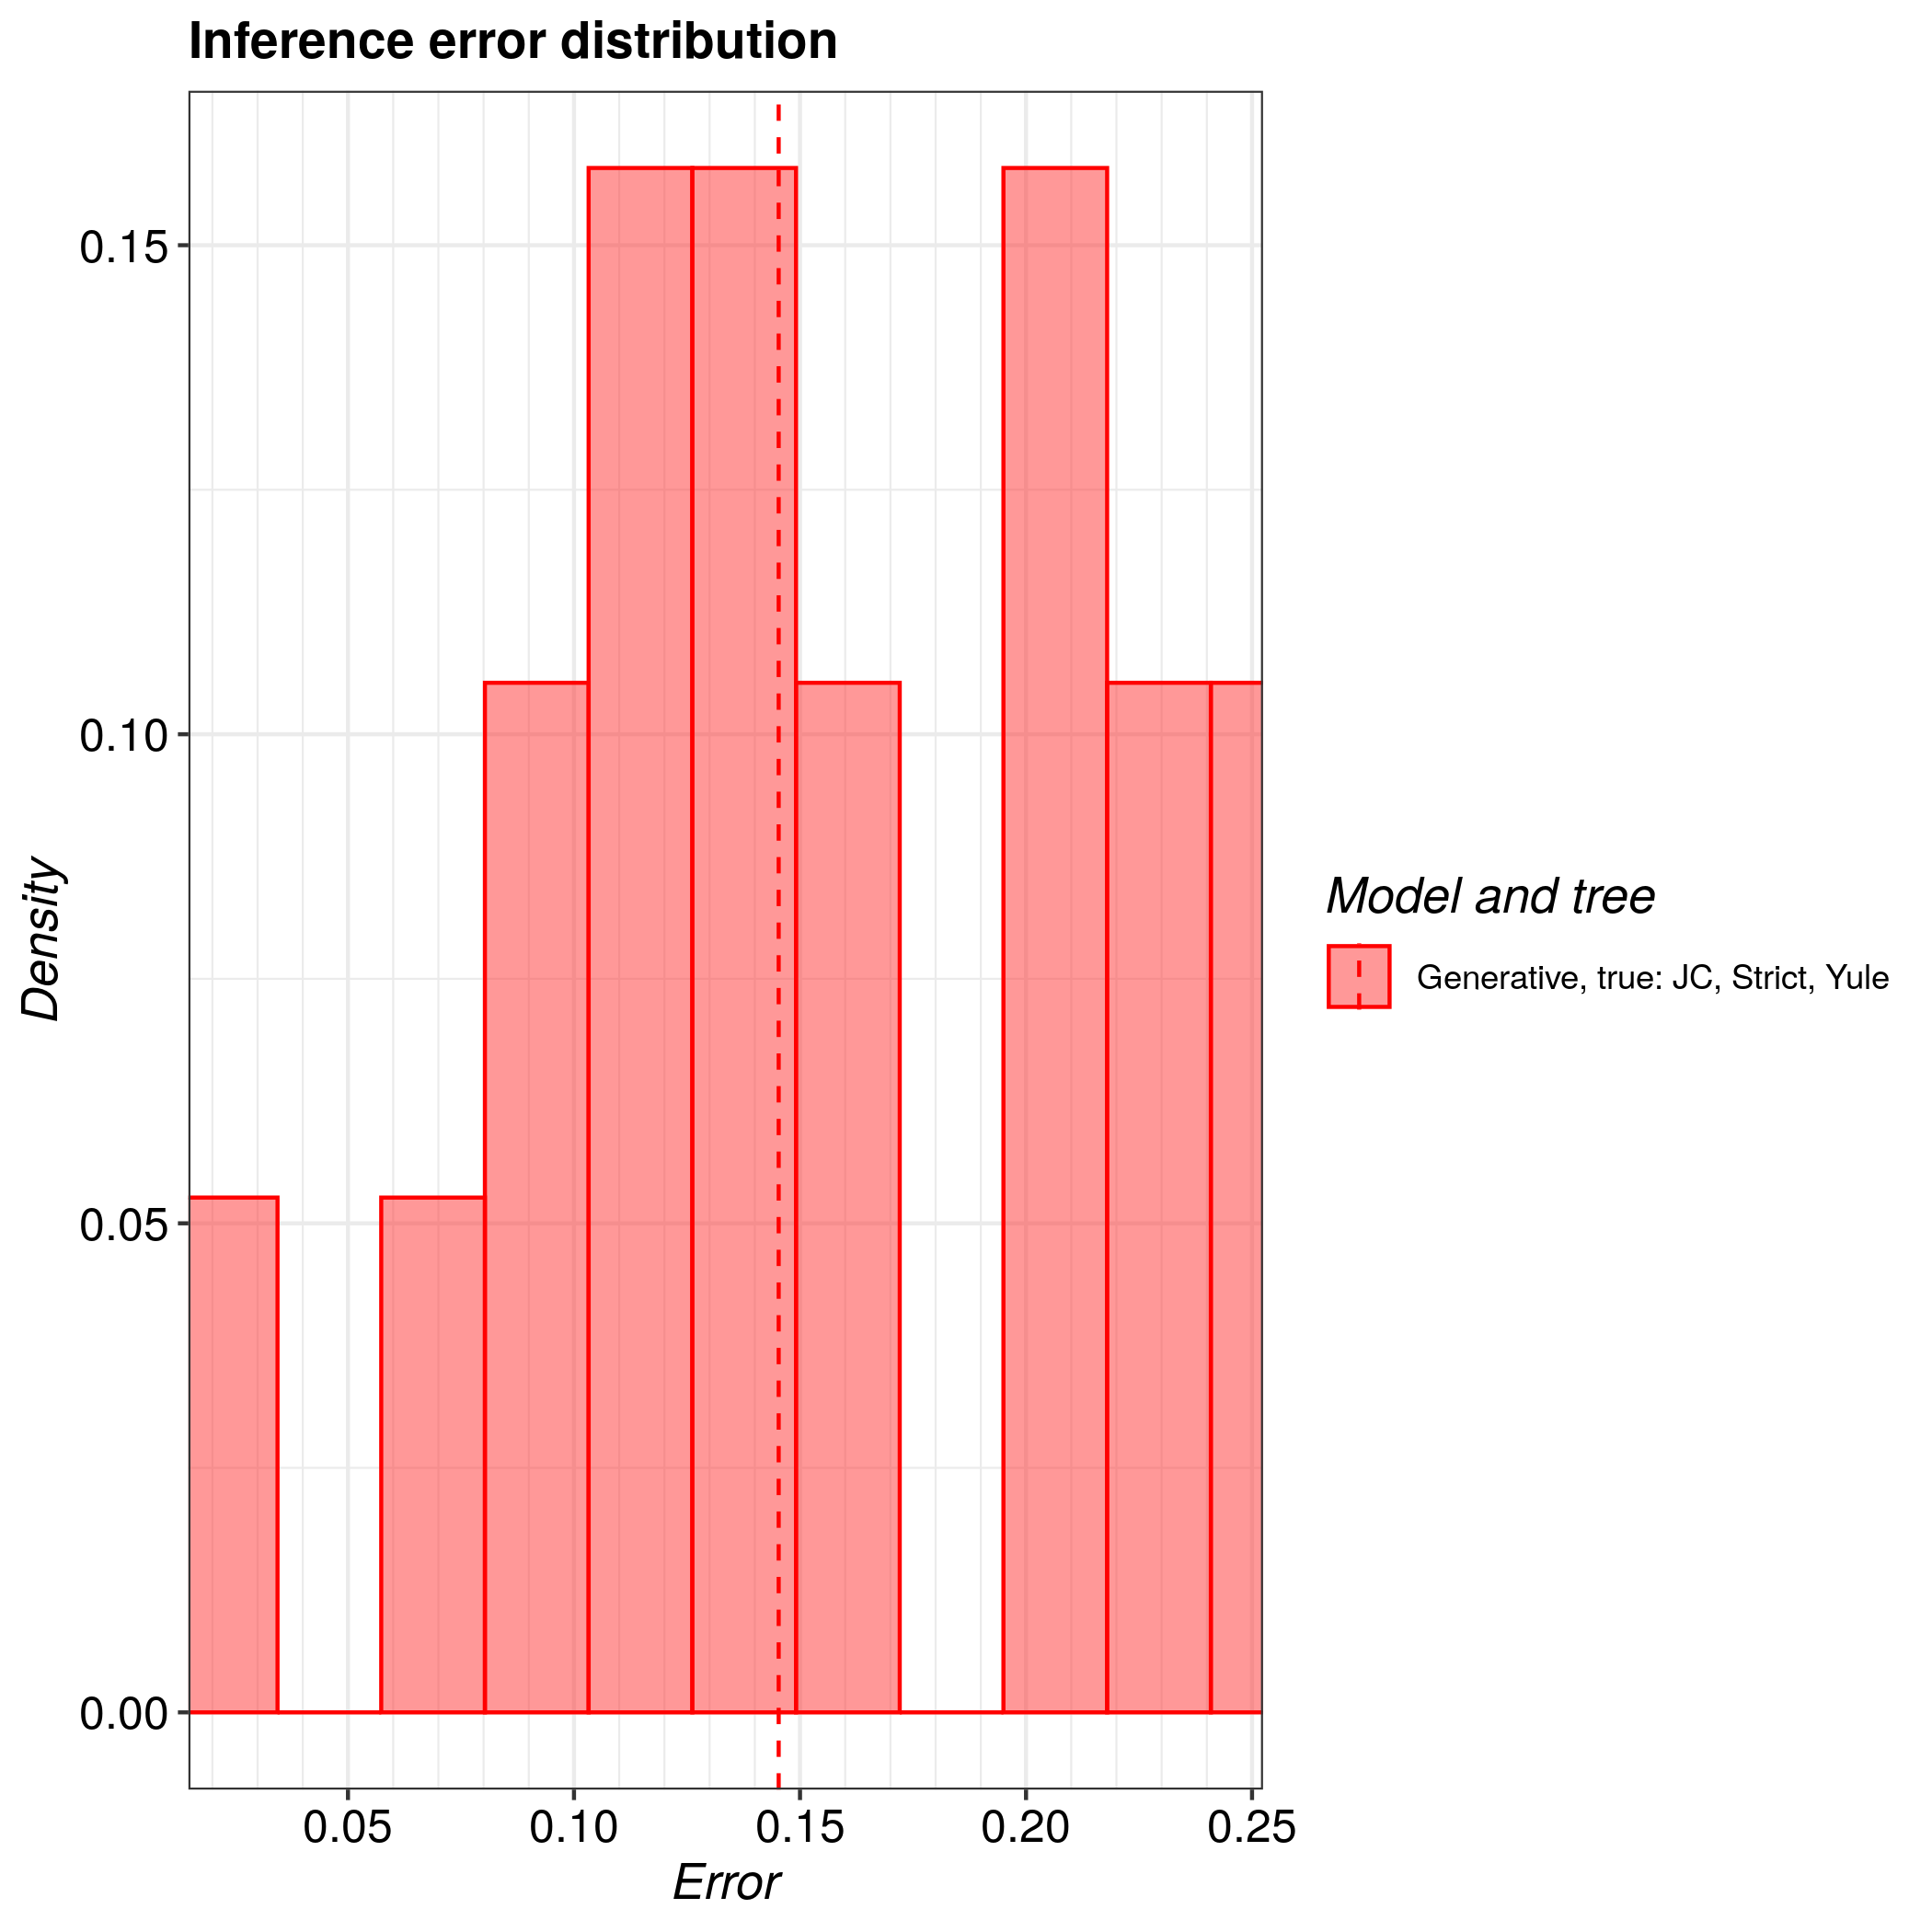 Inference error distribution
0.15
0.10
0.05
0.00
Density
0.05 0.10 0.15 0.20 0.25
Error
Model and tree
Generative, true: JC, Strict, Yule